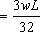 = 3wL/32